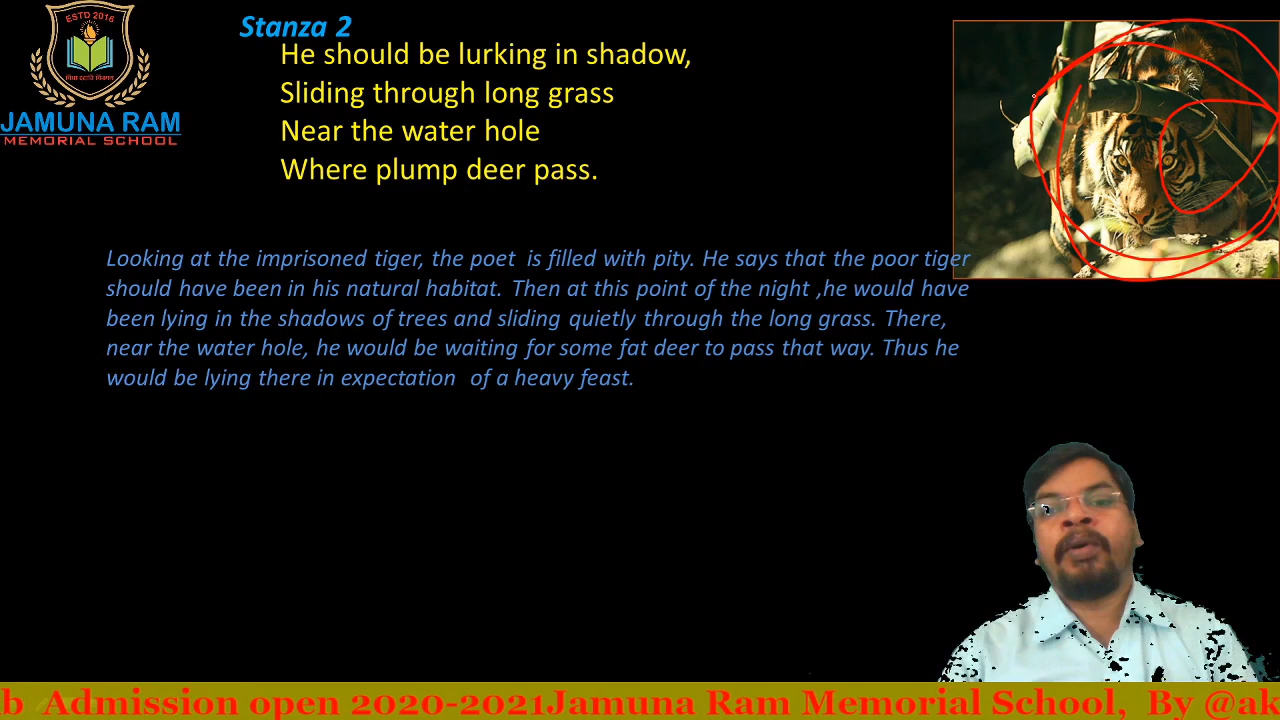 ESTD 2016
JAMUNA RAM
MEMORIAL SCHOOL
Stanza 2
He should be lurking in shadow,
Sliding through long grass
Near the water hole
Where plump deer pass.
Looking at the imprisoned tiger, the poet is filled with pity. He says that the poor tiger
should have been in his natural habitat. Then at this point of the night ,he would have
been lying in the shadows of trees and sliding quietly through the long grass. There,
near the water hole, he would be waiting for some fat deer to pass that way. Thus he
would be lying there in expectation of a heavy feast.
b Admission open 2020-2021Jamuna Ram Memorial School, By @ak